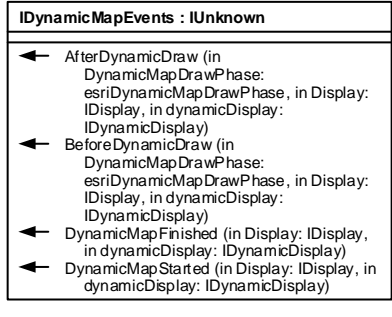 IDynamicMapEvents : IUnknown
AfterDynamicDraw (in
DynamicMapDrawPhase:
esriDynamicMapDrawPhase, in Display:
IDisplay, in dynamicDisplay:
IDynamicDisplay)
BeforeDynamicDraw (in
DynamicMapDrawPhase:
esriDynamicMapDrawPhase, in Display:
IDisplay, in dynamicDisplay:
IDynamicDisplay)
DynamicMapFinished (in Display: IDisplay,
in dynamicDisplay: IDynamicDisplay)
DynamicMapStarted (in Display: IDisplay, in
dynamicDisplay: IDynamicDisplay)